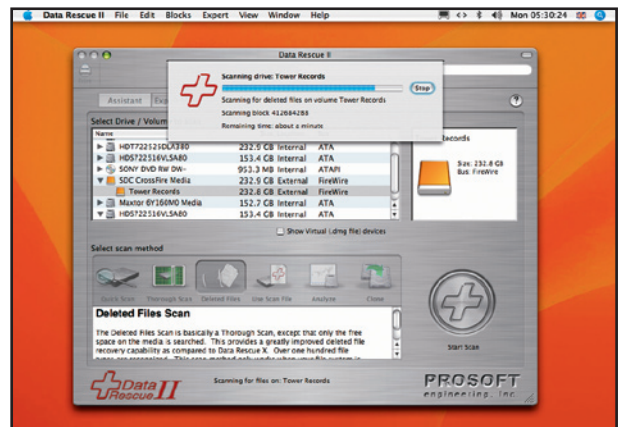 Data Rescue II File Edit Blocks Expert View Window Help Mon 05:30:24
Data Rescue II
Scanning drive: Tower Records
Stop
Scanning for deleted files on volume Tower Records
Scanning block 412684288
Remaining time: about a minute
Assistant
?
Select Drive / Volume
Name
HDT722525DLA380 232.9 GB Internal ATA
HDS722516VLSA80 153.4 GB Internal ATA
SONY DVD RW DW- 953.3 MB Internal ATAPI
SDC CrossFire Media 232.9 GB External FireWire
Tower Records 232.8 GB External FireWire
Maxtor 6Y160M0 Media 152.7 GB Internal ATA
HDS722516VLSA80 153.4 GB Internal ATA
Records
Size: 232.8 GB
Bus: FireWire
Show Virtual (.dmg file) devices
Select scan method
Quick Scan Thorough Scan Deleted Files Use Scan File Analyze Clone
Deleted Files Scan
The Deleted Files Scan is basically a Thorough Scan, except that only the free
space on the media is searched. This provides a greatly improved deleted file
recovery capability as compared to Data Rescue X. Over one hundred file
Start Scan
Data Rescue II
Scanning for files on: Tower Records
PROSOFT
engineering, inc.